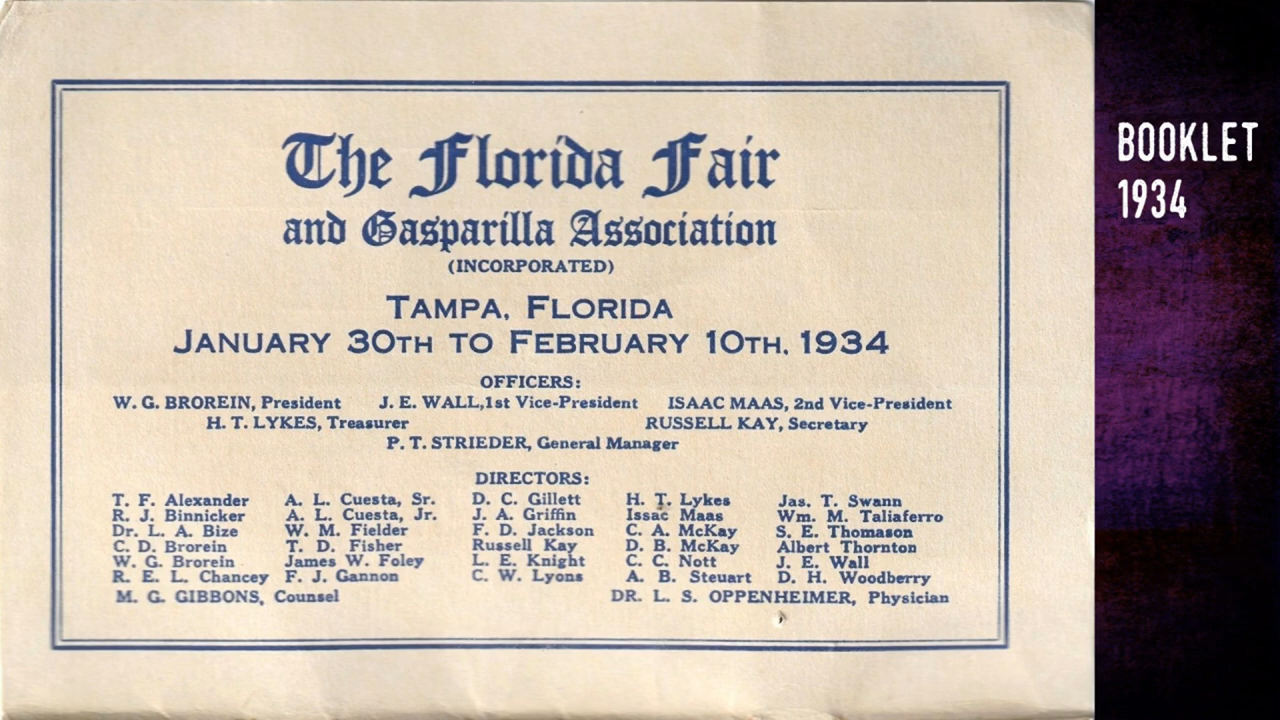 The Florida Fair
and Gasparilla Association
(INCORPORATED)
TAMPA, FLORIDA
JANUARY 30TH TO FEBRUARY 10TH, 1934
OFFICERS:
W. G. BROREIN, President J. E. WALL, 1st Vice-President ISAAC MAAS, 2nd Vice-President
H. T. LYKES, Treasurer RUSSELL KAY, Secretary
P. T. STRIEDER, General Manager
DIRECTORS:
T. F. Alexander A. L. Cuesta, Sr. D. C. Gillett H. T. Lykes Jas. T. Swann
R. J. Binnicker A. L. Cuesta, Jr. J. A. Griffin Issac Maas Wm. M. Taliaferro
Dr. L. A. Bize W. M. Fielder F. D. Jackson C. A. McKay S. E. Thomason
C. D. Brorein T. D. Fisher Russell Kay D. B. McKay Albert Thornton
W. G. Brorein James W. Foley L. E. Knight C. C. Nott J. E. Wall
R. E. L. Chancey F. J. Gannon C. W. Lyons A. B. Steuart D. H. Woodberry
M. G. GIBBONS, Counsel DR. L. S. OPPENHEIMER, Physician
BOOKLET
1934